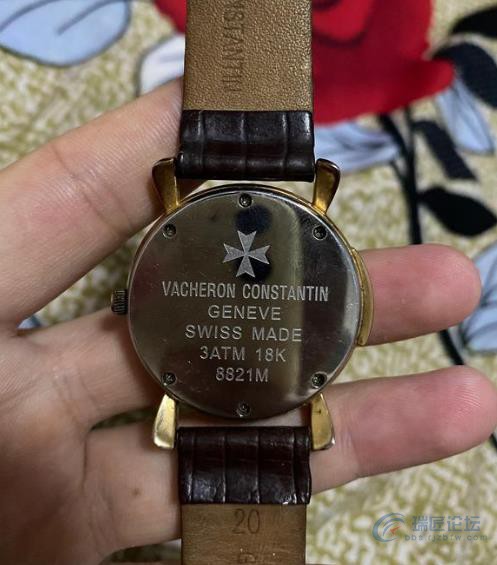 VACHERON CONSTANTIN
GENEVE
SWISS MADE
3ATM 18K
8821M
20
瑞匠论坛